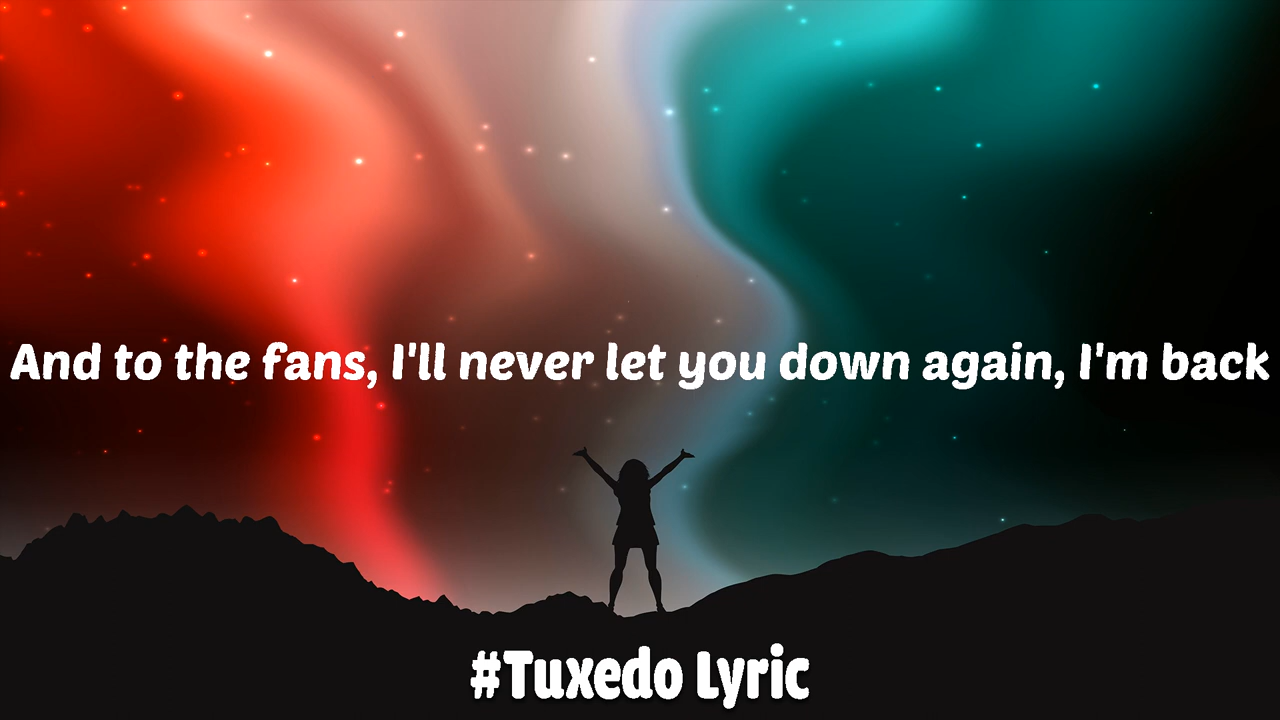 And to the fans, I'll never let you down again, I'm back
#Tuxedo Lyric